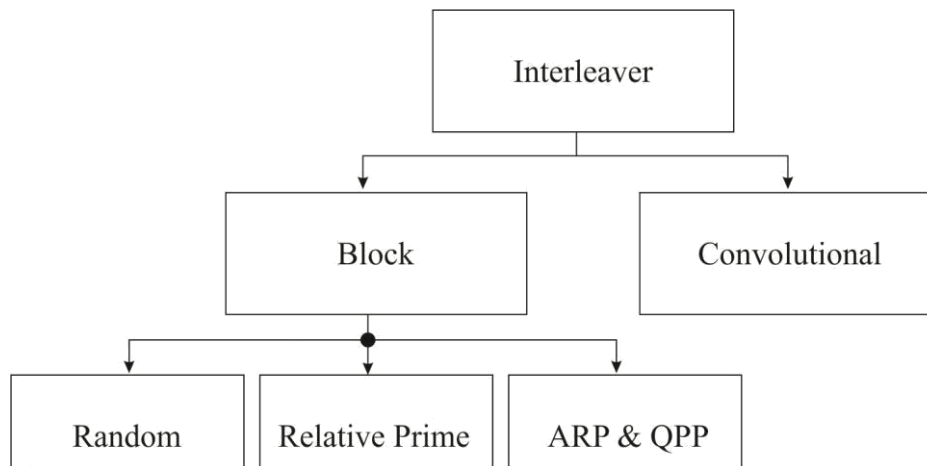 Interleaver
Block
Convolutional
Random
Relative Prime
ARP & QPP